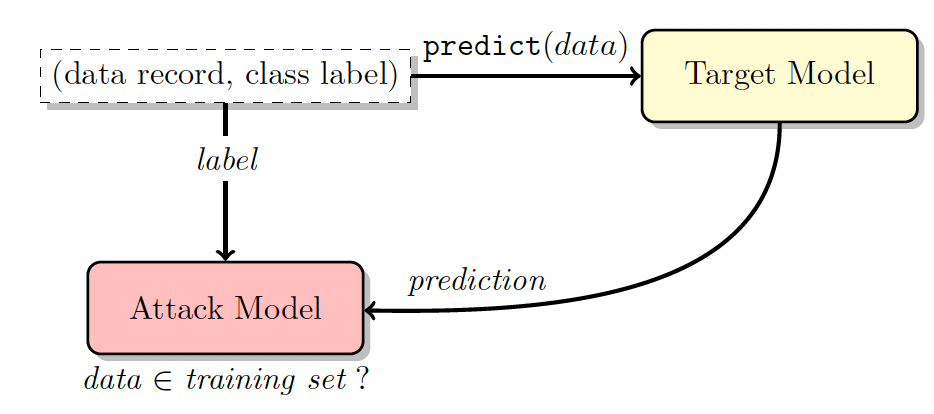 predict(data)
(data record, class label)
Target Model
label
prediction
Attack Model
data ∈ training set ?